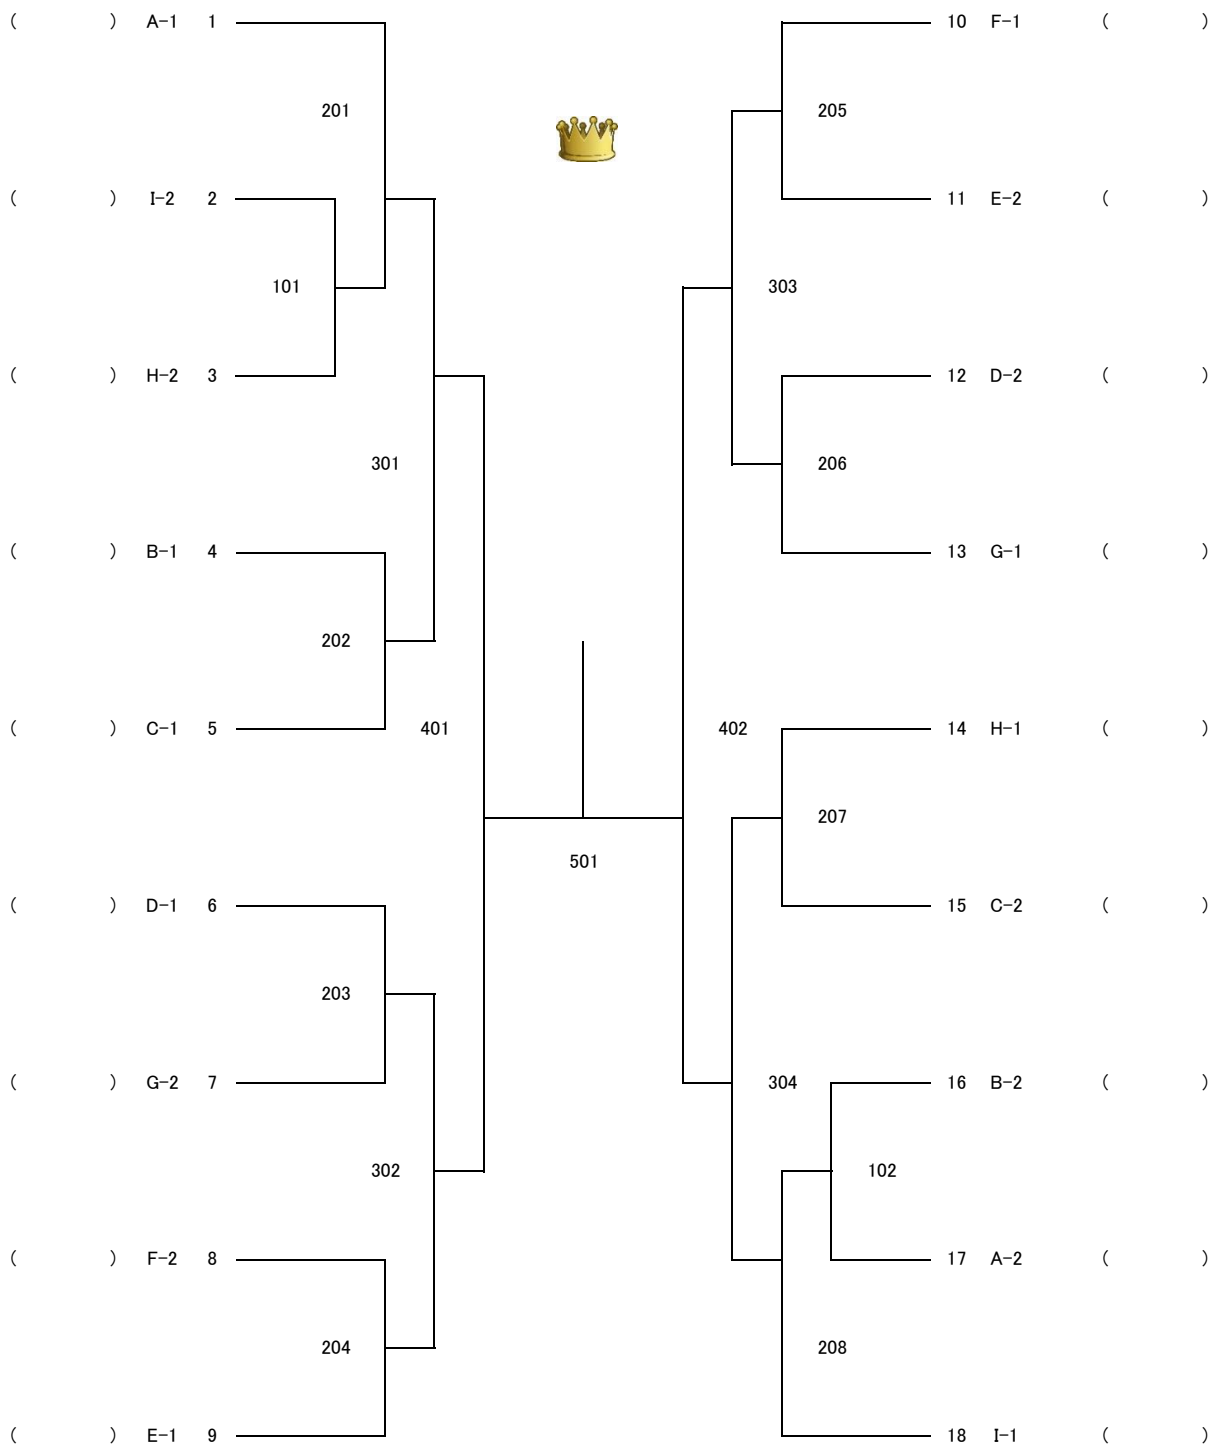 (　　　) A-1 1 10 F-1 (　　　)
201 205
(　　　) I-2 2 11 E-2 (　　　)
101 303
(　　　) H-2 3 12 D-2 (　　　)
301 206
(　　　) B-1 4 13 G-1 (　　　)
202
(　　　) C-1 5 401 402 14 H-1 (　　　)
207
501
(　　　) D-1 6 15 C-2 (　　　)
203
(　　　) G-2 7 304 16 B-2 (　　　)
302 102
(　　　) F-2 8 17 A-2 (　　　)
204 208
(　　　) E-1 9 18 I-1 (　　　)